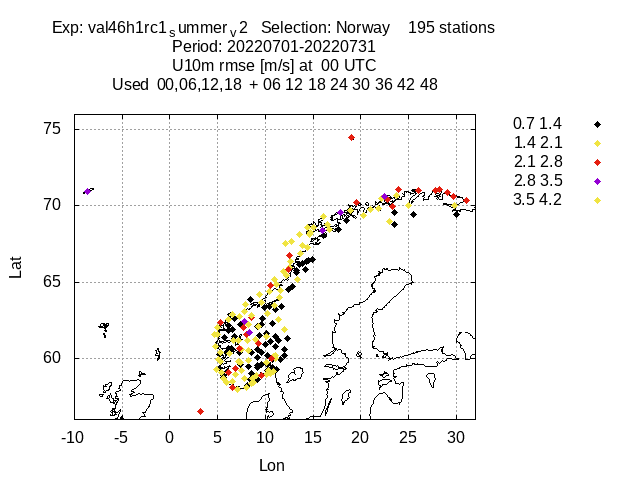 Exp: val46h1rc1ₛummerᵥ2 Selection: Norway 195 stations
Period: 20220701-20220731
U10m rmse [m/s] at 00 UTC
Used 00,06,12,18 + 06 12 18 24 30 36 42 48
0.7 1.4
1.4 2.1
2.1 2.8
2.8 3.5
3.5 4.2
75
70
65
60
Lat
-10 -5 0 5 10 15 20 25 30
Lon